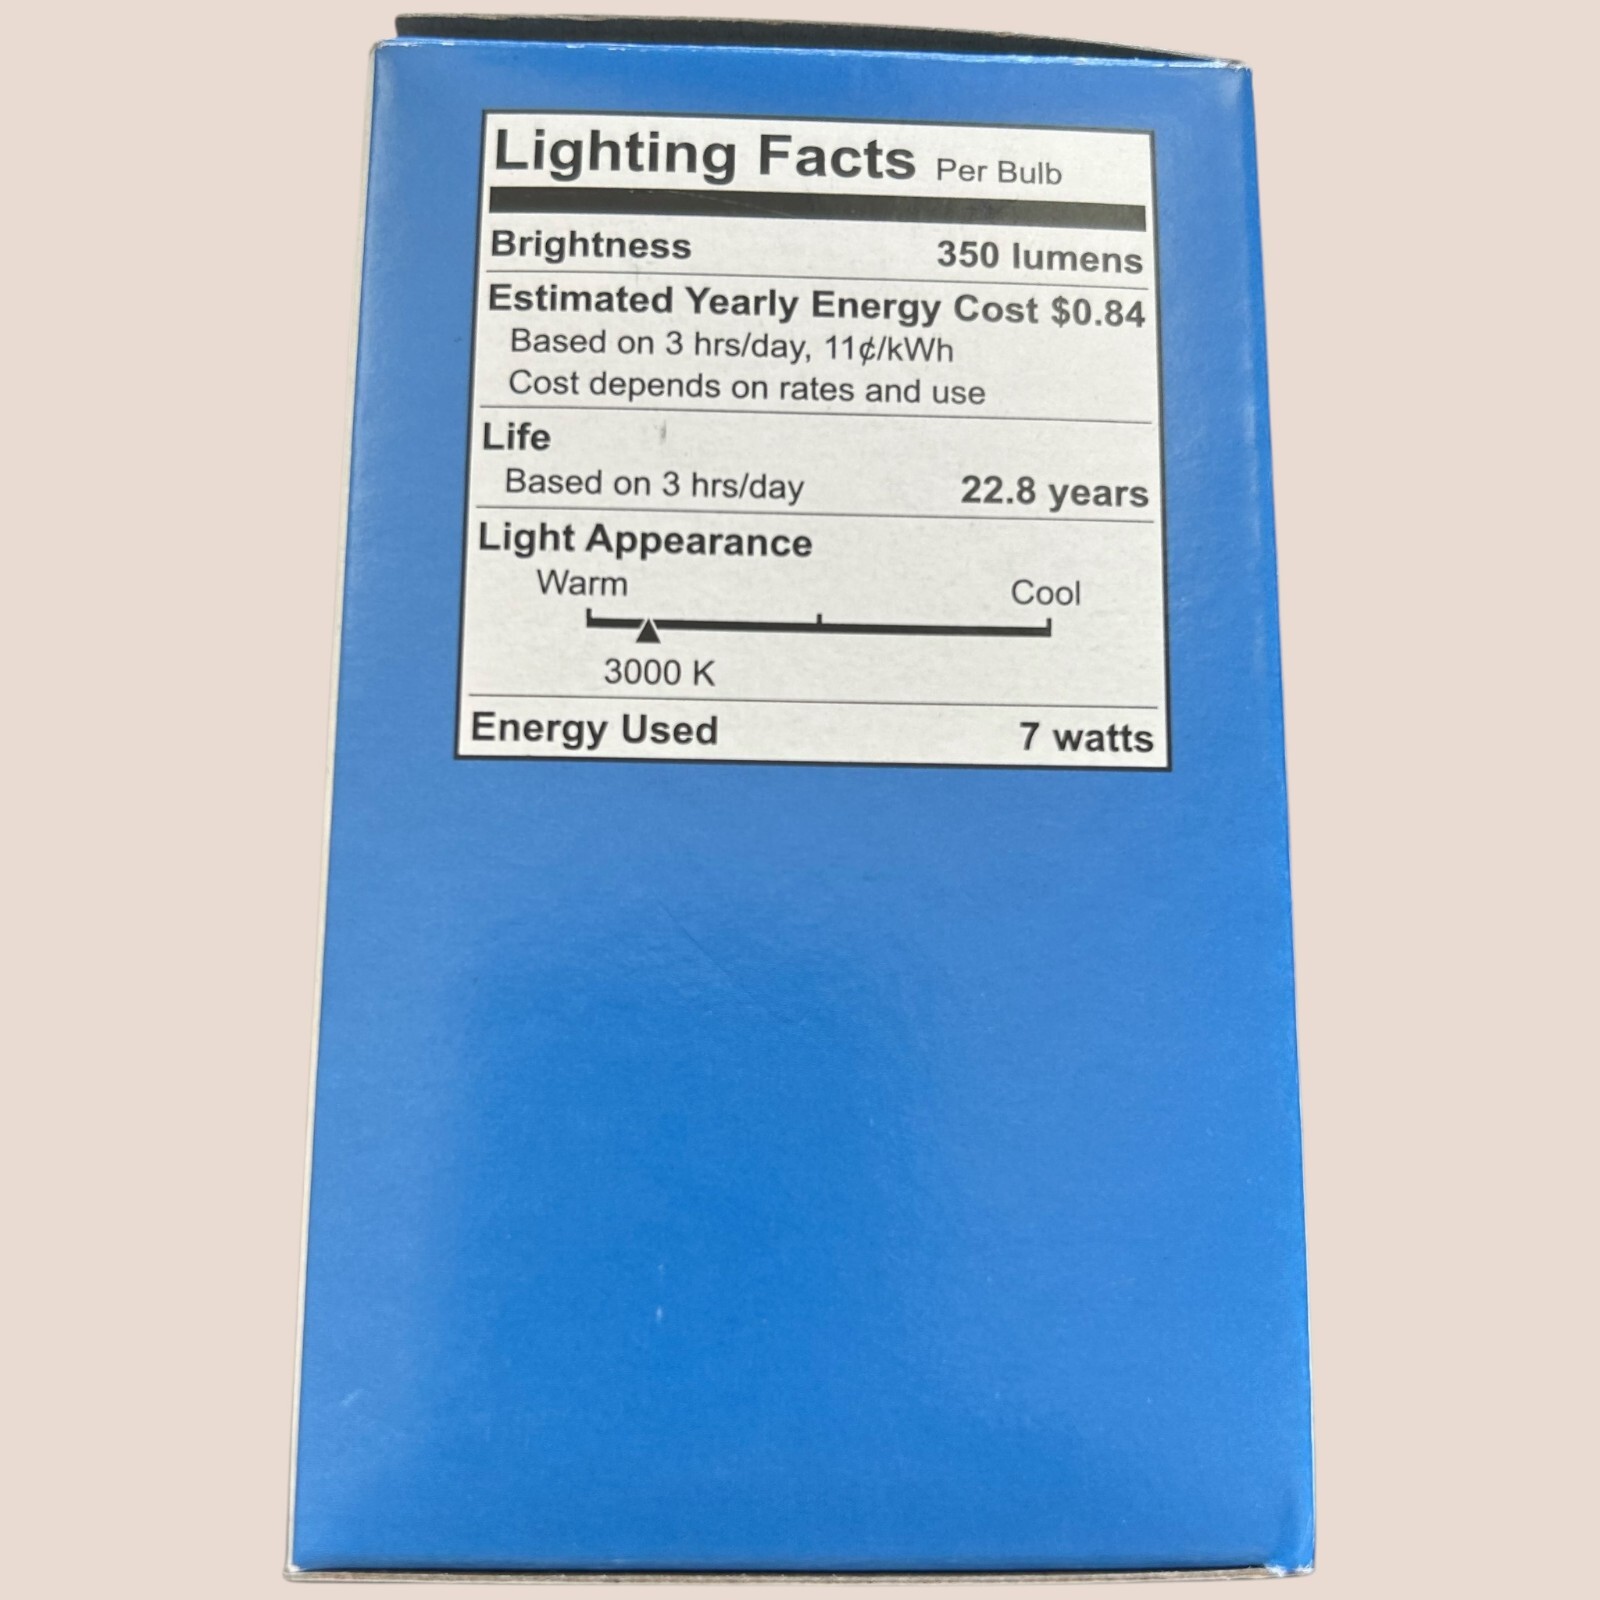 Lighting Facts Per Bulb
Brightness 350 lumens
Estimated Yearly Energy Cost $0.84
Based on 3 hrs/day, 11¢/kWh
Cost depends on rates and use
Life
Based on 3 hrs/day 22.8 years
Light Appearance
Warm Cool
3000 K
Energy Used 7 watts